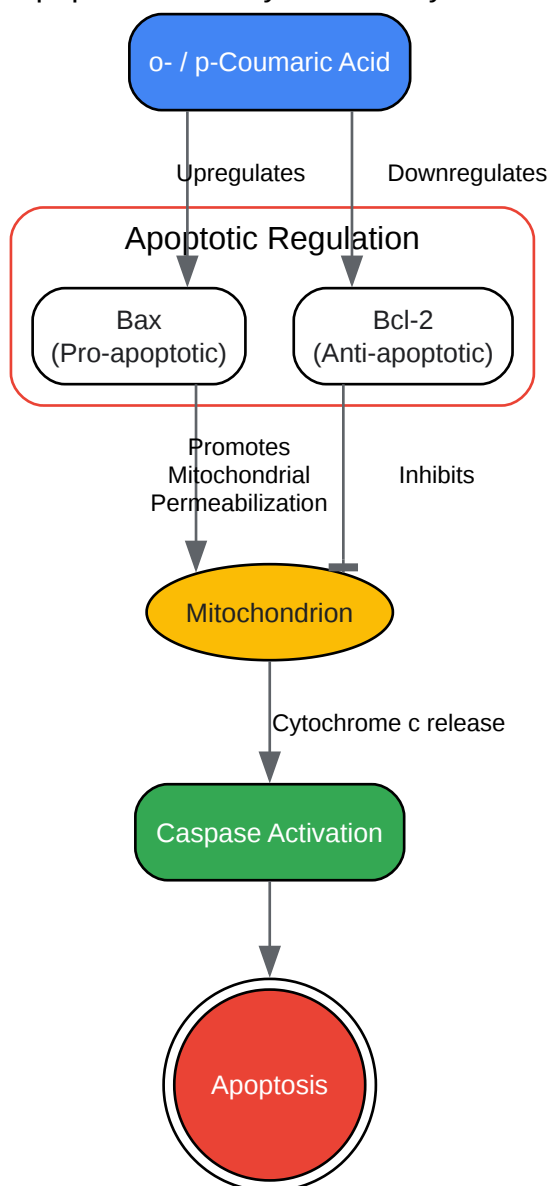 o- / p-Coumaric Acid
Upregulates
Downregulates
Apoptotic Regulation
Bax
(Pro-apoptotic)
Bcl-2
(Anti-apoptotic)
Promotes
Mitochondrial
Permeabilization
Inhibits
Mitochondrion
Cytochrome c release
Caspase Activation
Apoptosis